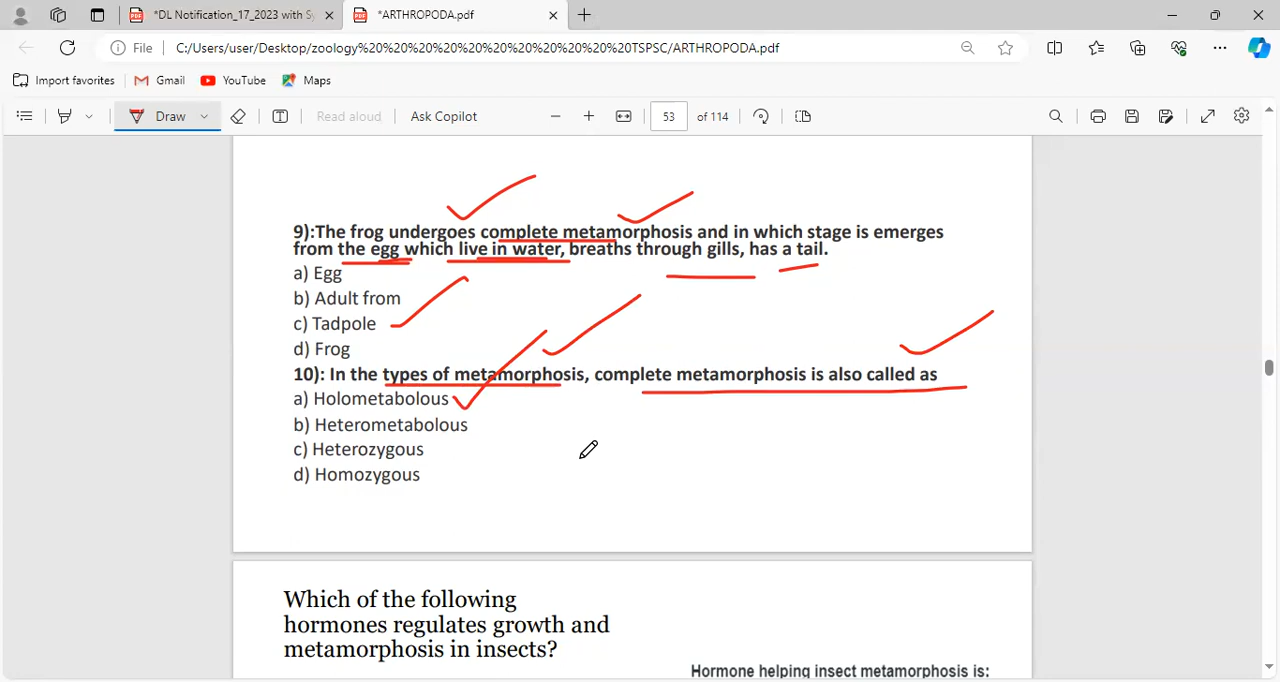 *DL Notification_17_2023 with Sy
*ARTHROPODA.pdf
File
C:/Users/user/Desktop/zoology%20%20%20%20%20%20%20%20%20%20%20TSPSC/ARTHROPODA.pdf
Import favorites
Gmail
YouTube
Maps
Draw
Read aloud
Ask Copilot
53 of 114
9):The frog undergoes complete metamorphosis and in which stage is emerges
from the egg which live in water, breaths through gills, has a tail.
a) Egg
b) Adult from
c) Tadpole
d) Frog
10): In the types of metamorphosis, complete metamorphosis is also called as
a) Holometabolous
b) Heterometabolous
c) Heterozygous
d) Homozygous
Which of the following
hormones regulates growth and
metamorphosis in insects?
Hormone helping insect metamorphosis is: